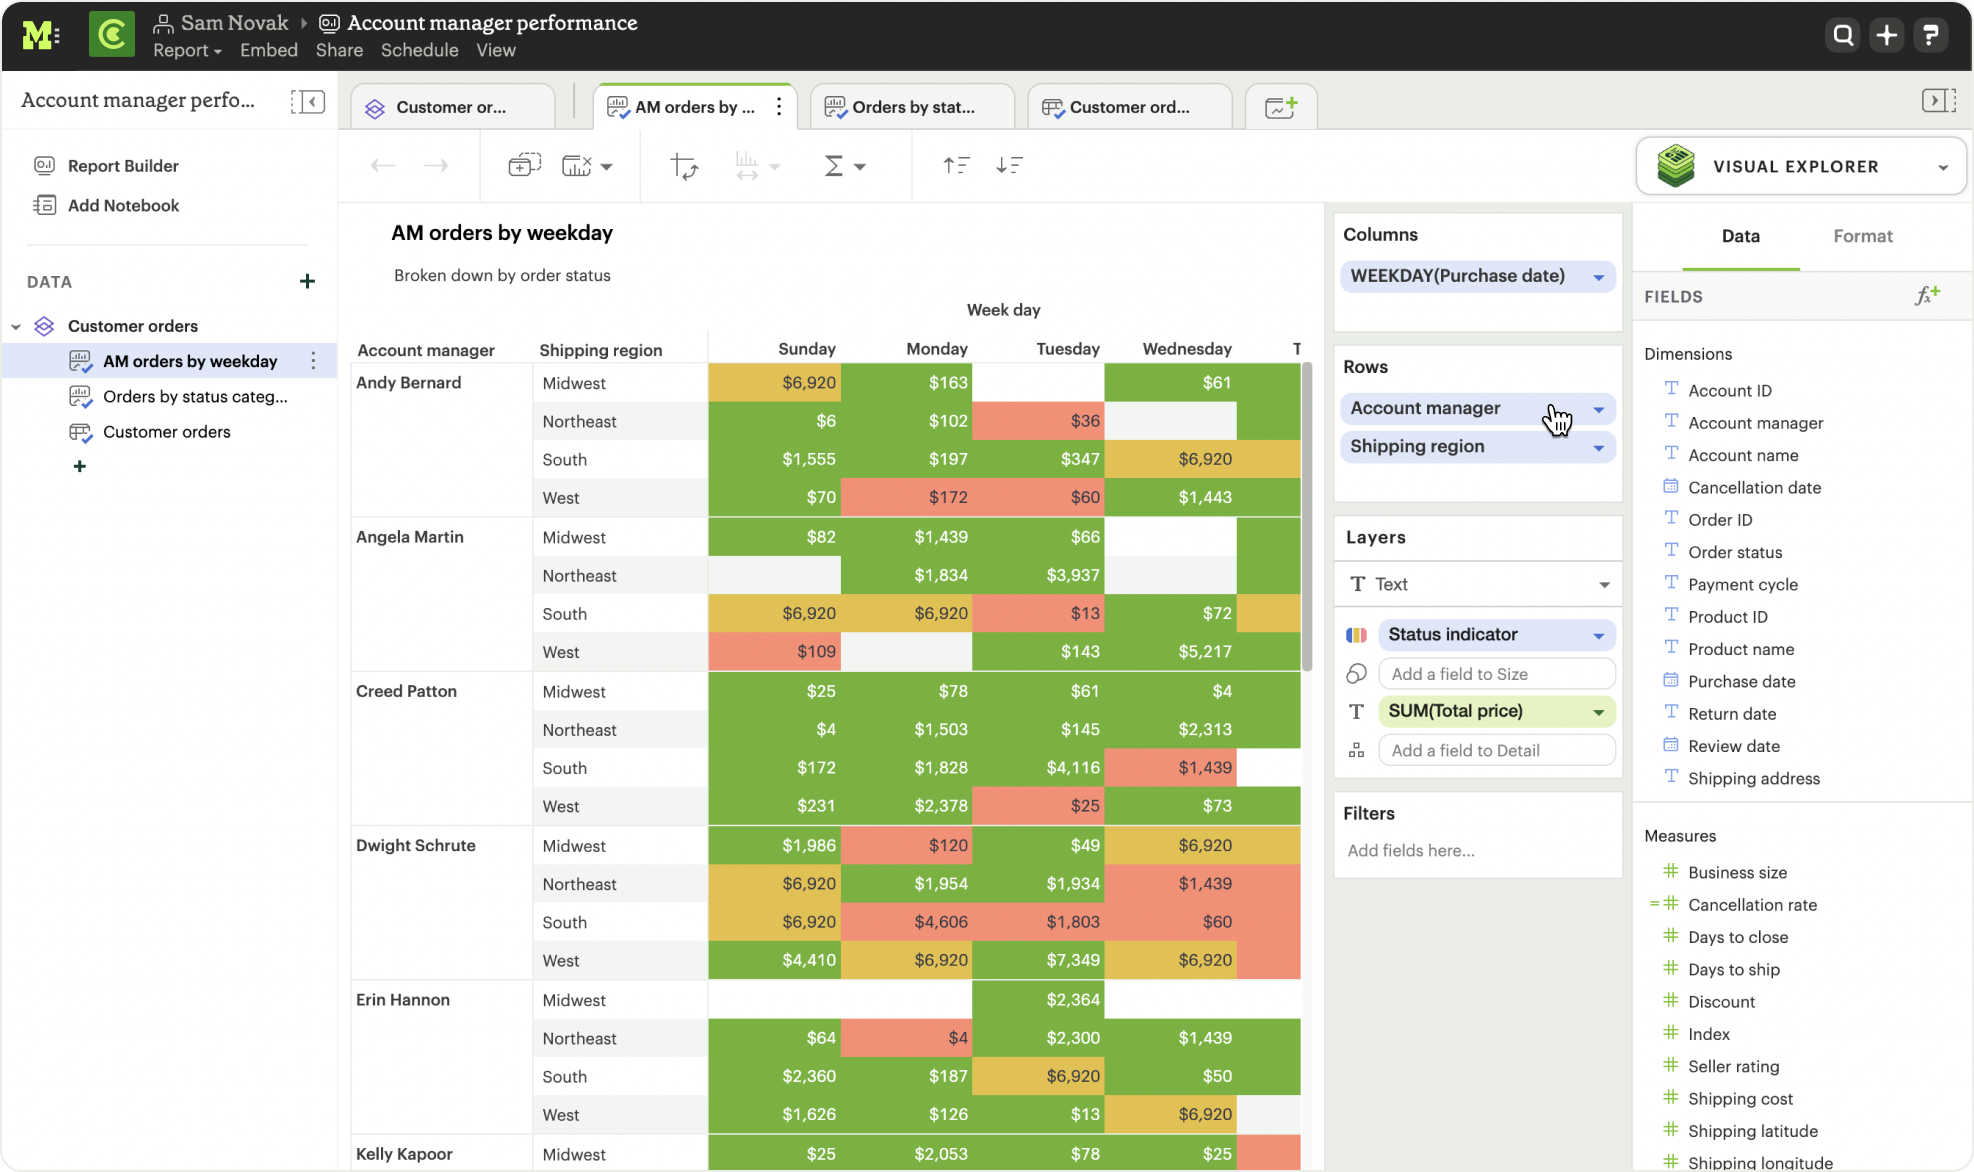 M
C
Sam Novak
Account manager performance
Report Embed Share Schedule View
Account manager perfo...
Report Builder
Add Notebook
DATA
Customer orders
AM orders by weekday
Orders by status categ...
Customer orders
Customer or...
AM orders by ...
Orders by stat...
Customer ord...
VISUAL EXPLORER
AM orders by weekday
Broken down by order status
Week day
Account manager Shipping region Sunday Monday Tuesday Wednesday T
Andy Bernard Midwest $6,920 $163 $61
Northeast $6 $102 $36
South $1,555 $197 $347 $6,920
West $70 $172 $60 $1,443
Angela Martin Midwest $82 $1,439 $66
Northeast $1,834 $3,937
South $6,920 $6,920 $13 $72
West $109 $143 $5,217
Creed Patton Midwest $25 $78 $61 $4
Northeast $4 $1,503 $145 $2,313
South $172 $1,828 $4,116 $1,439
West $231 $2,378 $25 $73
Dwight Schrute Midwest $1,986 $120 $49 $6,920
Northeast $6,920 $1,954 $1,934 $1,439
South $6,920 $4,606 $1,803 $60
West $4,410 $6,920 $7,349 $6,920
Erin Hannon Midwest $2,364
Northeast $64 $4 $2,300 $1,439
South $2,360 $187 $6,920 $50
West $1,626 $126 $13 $6,920
Kelly Kapoor Midwest $25 $2,053 $78 $25
Columns
WEEKDAY(Purchase date)
Rows
Account manager
Shipping region
Layers
T Text
Status indicator
Add a field to Size
T SUM(Total price)
Add a field to Detail
Filters
Add fields here...
Data Format
FIELDS
Dimensions
T Account ID
T Account manager
T Account name
Cancellation date
T Order ID
T Order status
T Payment cycle
T Product ID
T Product name
Purchase date
T Return date
Review date
T Shipping address
Measures
# Business size
=# Cancellation rate
# Days to close
# Days to ship
# Discount
# Index
# Seller rating
# Shipping cost
# Shipping latitude
# Shipping longitude